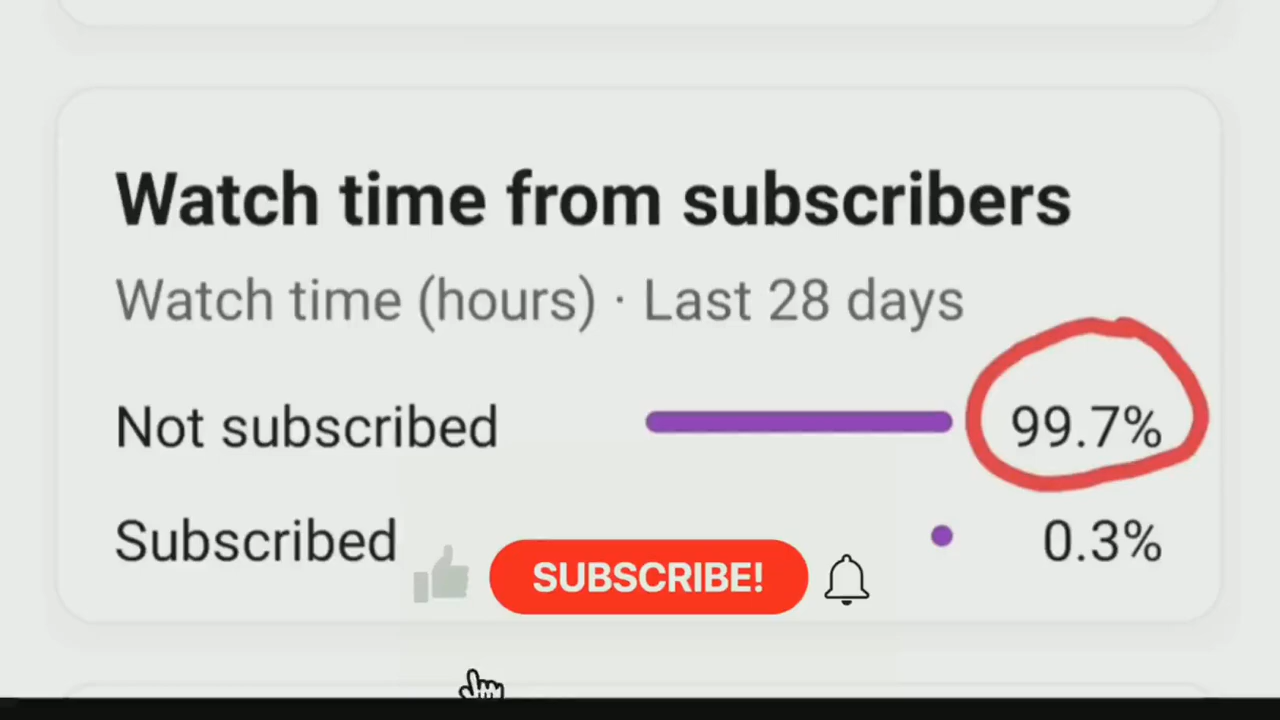 Watch time from subscribers
Watch time (hours) · Last 28 days
Not subscribed 99.7%
Subscribed 0.3%
SUBSCRIBE!